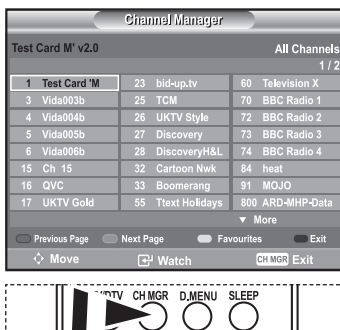 Channel Manager
Test Card M' v2.0 All Channels
1 / 2
1 Test Card 'M 23 bid-up.tv 60 Television X
3 Vida003b 25 TCM 70 BBC Radio 1
4 Vida004b 26 UKTV Style 72 BBC Radio 2
5 Vida005b 27 Discovery 73 BBC Radio 3
6 Vida006b 28 DiscoveryH&L 74 BBC Radio 4
15 Ch 15 32 Cartoon Nwk 84 heat
16 QVC 33 Boomerang 91 MOJO
17 UKTV Gold 55 Ttext Holidays 800 ARD-MHP-Data
▼ More
Previous Page Next Page Favourites Exit
Move Watch CH MGR Exit
/DTV CH MGR D.MENU SLEEP